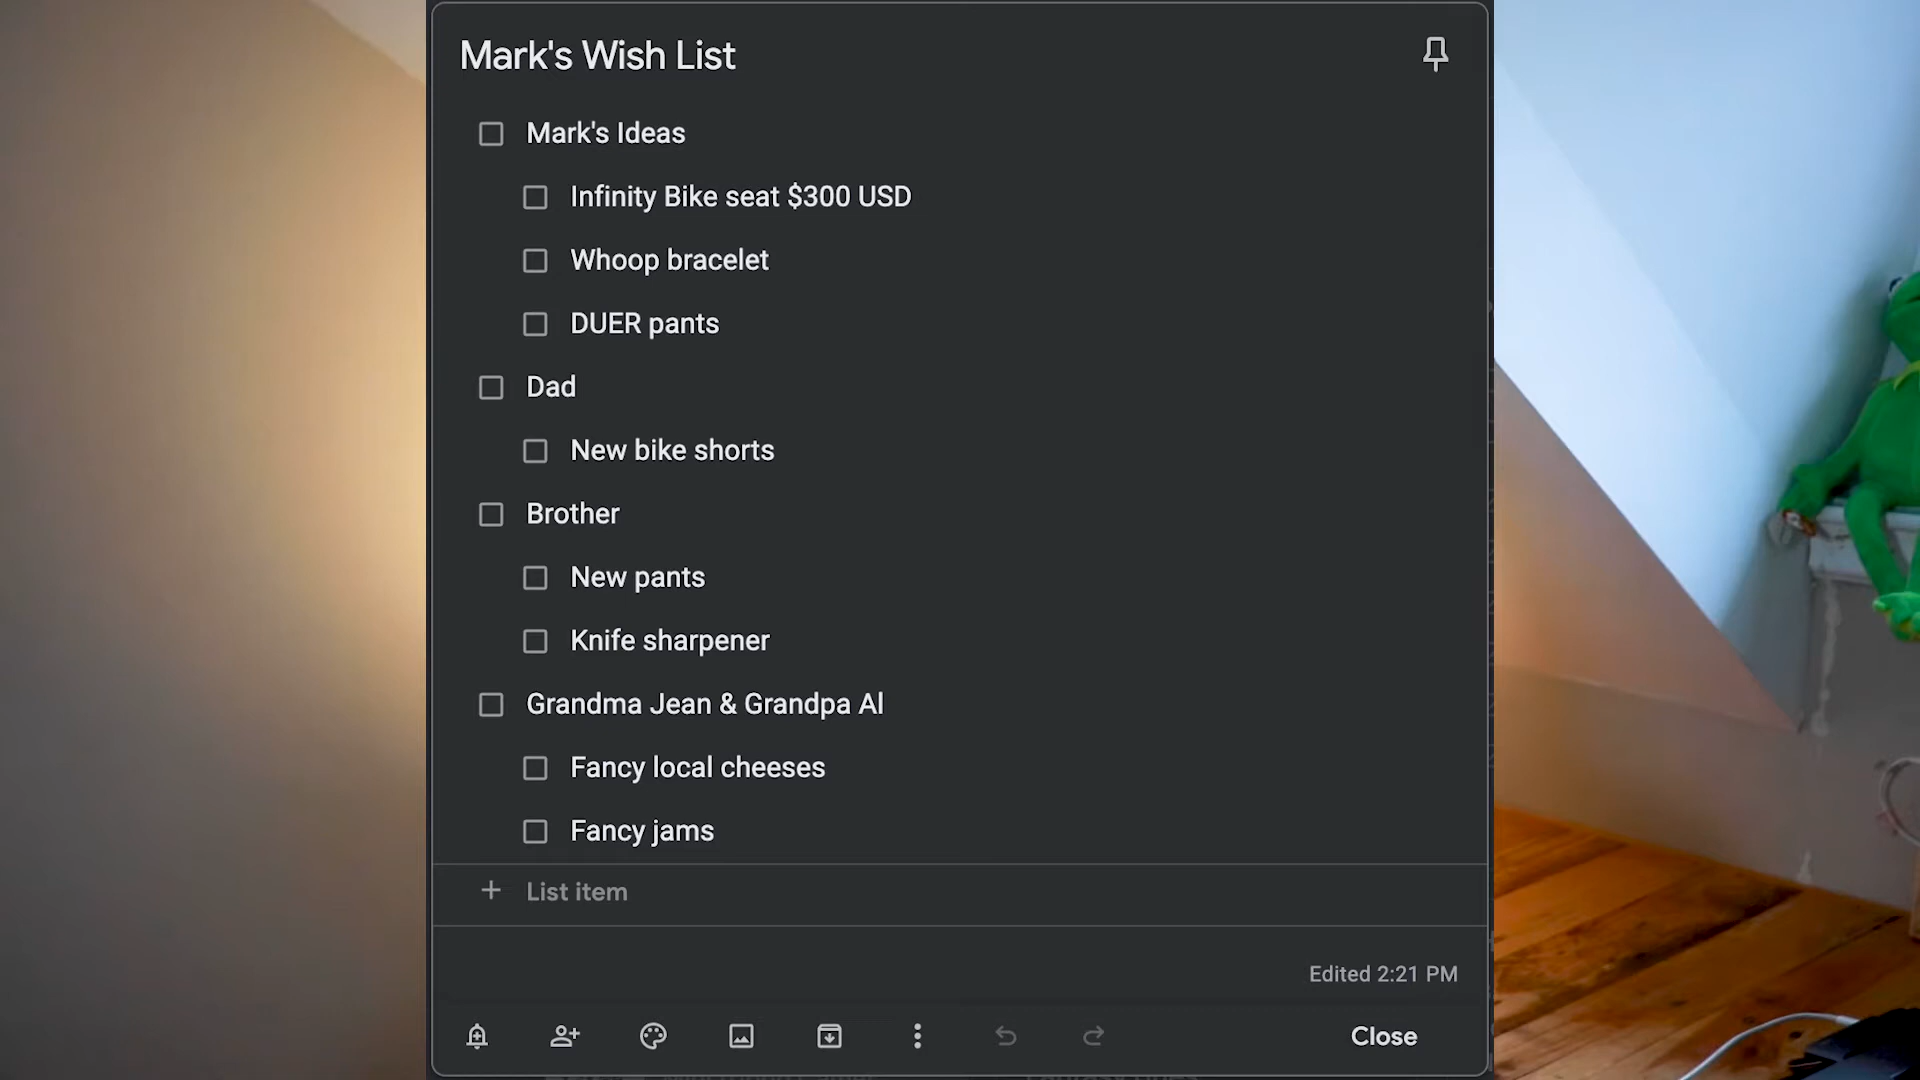 Mark's Wish List
Mark's Ideas
Infinity Bike seat $300 USD
Whoop bracelet
DUER pants
Dad
New bike shorts
Brother
New pants
Knife sharpener
Grandma Jean & Grandpa Al
Fancy local cheeses
Fancy jams
+ List item
Edited 2:21 PM
Close